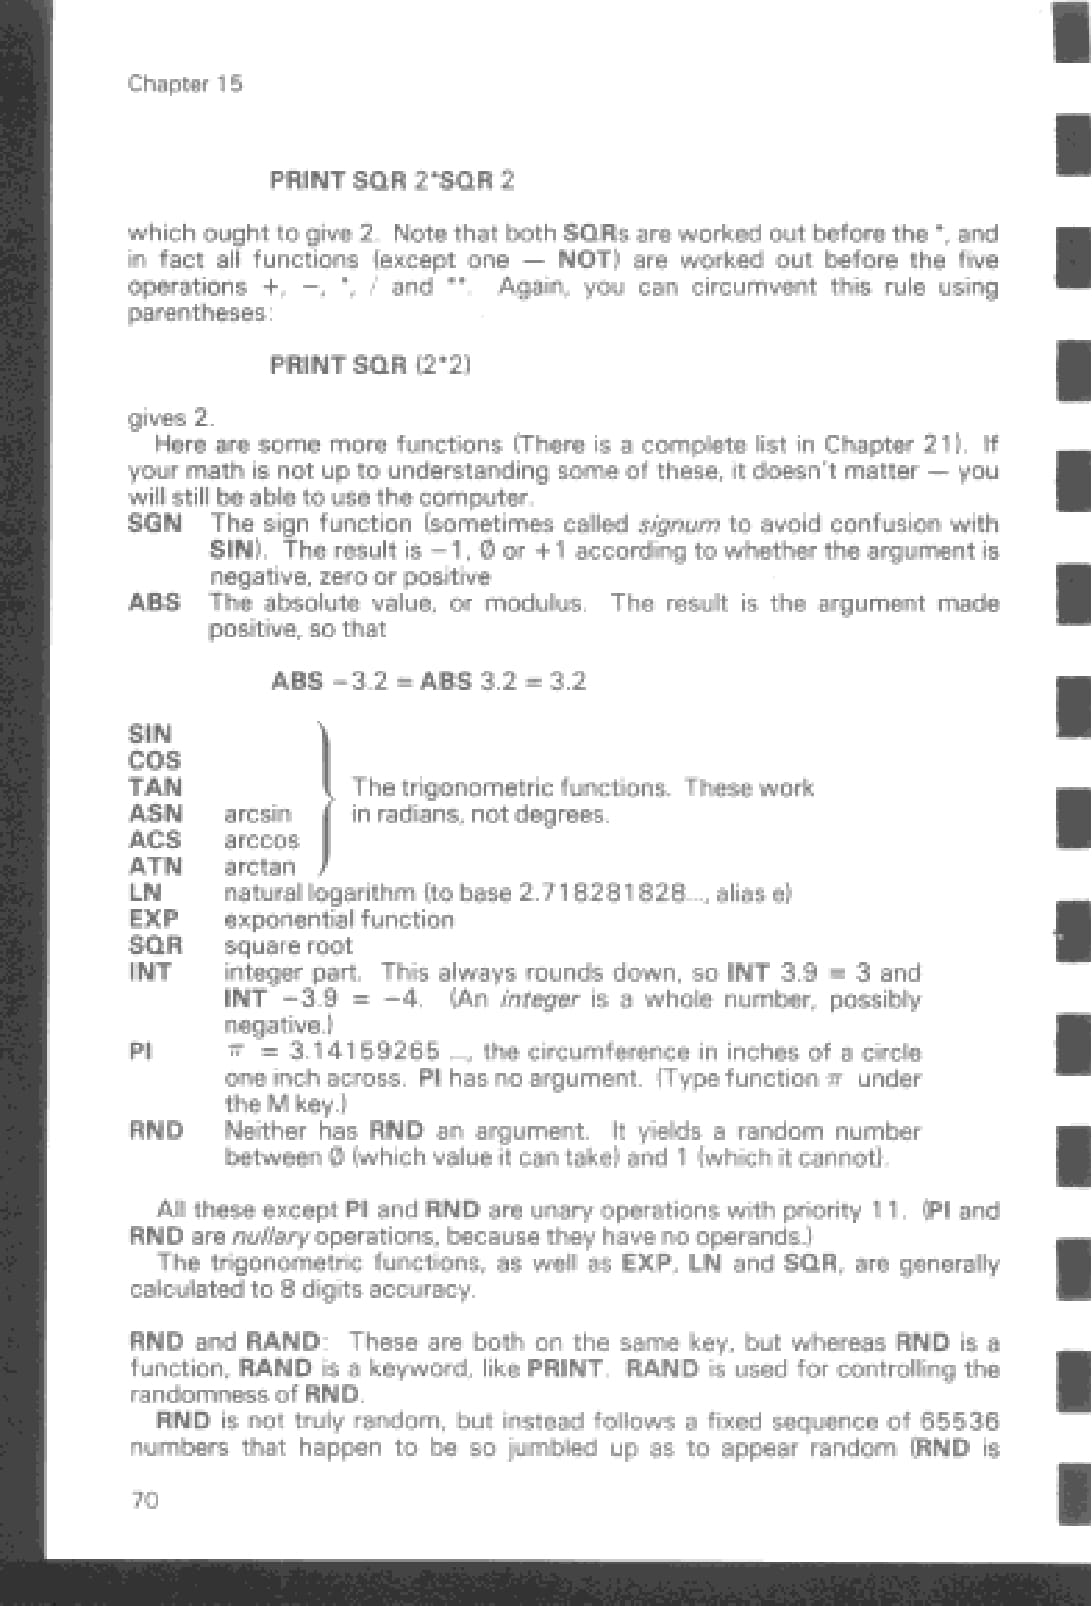 Chapter 15
PRINT SQR 2*SQR 2
which ought to give 2. Note that both SQRs are worked out before the *, and
in fact all functions (except one — NOT) are worked out before the five
operations +, −, *, / and **. Again, you can circumvent this rule using
parentheses:
PRINT SQR (2*2)
gives 2.
Here are some more functions (There is a complete list in Chapter 21). If
your math is not up to understanding some of these, it doesn't matter — you
will still be able to use the computer.
SGN The sign function (sometimes called signum to avoid confusion with
SIN). The result is −1, 0 or +1 according to whether the argument is
negative, zero or positive
ABS The absolute value, or modulus. The result is the argument made
positive, so that
ABS −3.2 = ABS 3.2 = 3.2
SIN
COS
TAN The trigonometric functions. These work
ASN arcsin in radians, not degrees.
ACS arccos
ATN arctan
LN natural logarithm (to base 2.718281828..., alias e)
EXP exponential function
SQR square root
INT integer part. This always rounds down, so INT 3.9 = 3 and
INT −3.9 = −4. (An integer is a whole number, possibly
negative.)
PI π = 3.14159265 ..., the circumference in inches of a circle
one inch across. PI has no argument. (Type function π under
the M key.)
RND Neither has RND an argument. It yields a random number
between 0 (which value it can take) and 1 (which it cannot).
All these except PI and RND are unary operations with priority 11. (PI and
RND are nullary operations, because they have no operands.)
The trigonometric functions, as well as EXP, LN and SQR, are generally
calculated to 8 digits accuracy.
RND and RAND: These are both on the same key, but whereas RND is a
function, RAND is a keyword, like PRINT. RAND is used for controlling the
randomness of RND.
RND is not truly random, but instead follows a fixed sequence of 65536
numbers that happen to be so jumbled up as to appear random (RND is
70